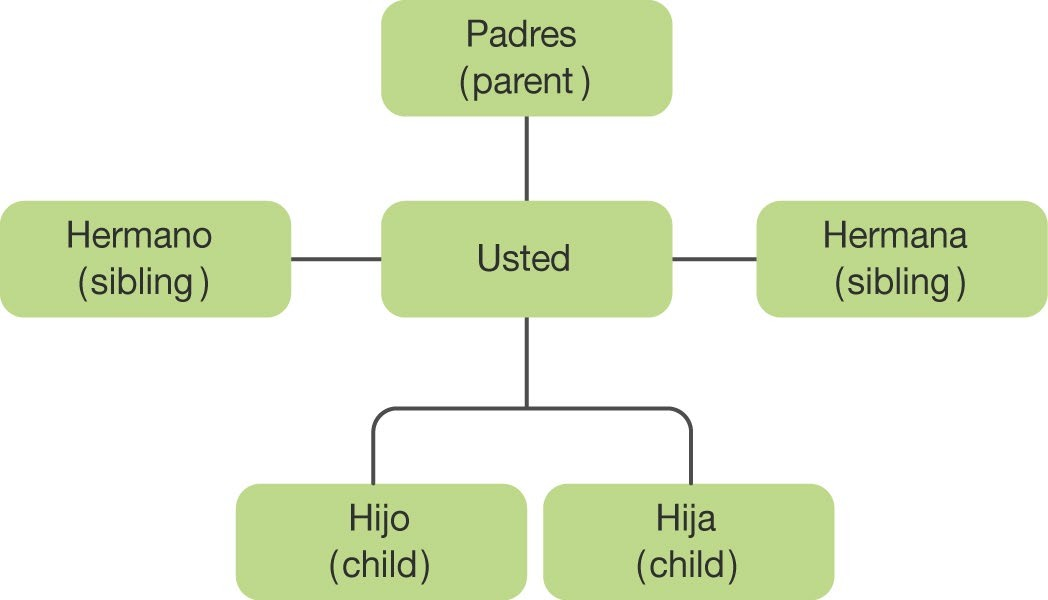 Padres
(parent )
Hermano
(sibling )
Usted
Hermana
(sibling )
Hijo
(child)
Hija
(child)